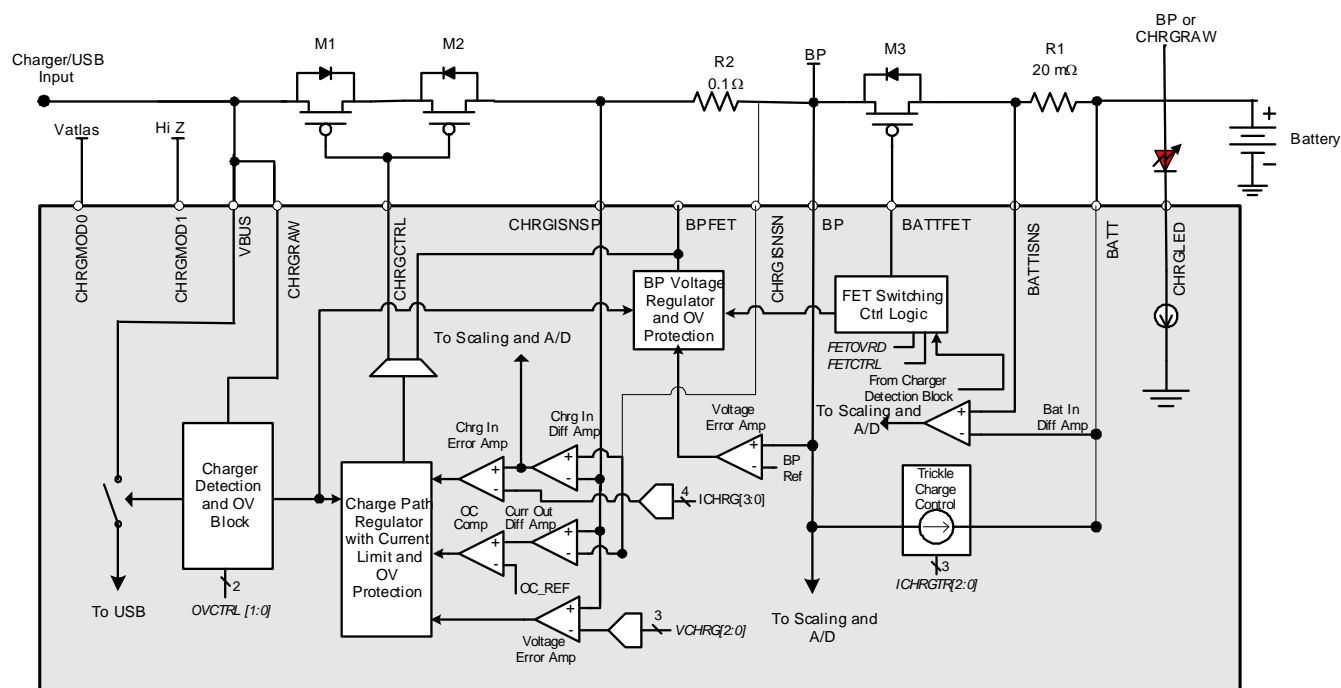 BP or
CHRGRAW
Charger/USB
Input
M1
M2
R2
0.1Ω
BP
M3
R1
20 mΩ
Vatlas
Hi Z
+
Battery
−
CHRGMOD0
CHRGMOD1
VBUS
CHRGRAW
CHRGCTRL
CHRGISNSP
BPFET
CHRGISNSN
BP
BATTFET
BATTISNS
BATT
CHRGLED
BP Voltage
Regulator
and OV
Protection
FET Switching
Ctrl Logic
FETOVRD
FETCTRL
From Charger
Detection Block
To Scaling and A/D
To Scaling and
A/D
+
-
Bat In
Diff Amp
Chrg In
Error Amp
Chrg In
Diff Amp
Voltage
Error Amp
+
-
BP
Ref
Charger
Detection
and OV
Block
Charge Path
Regulator
with Current
Limit and
OV
Protection
+
-
+
-
4
ICHRG[3:0]
Trickle
Charge
Control
OC
Comp
Curr Out
Diff Amp
+
-
+
-
OC_REF
3
ICHRGTR[2:0]
2
OVCTRL [1:0]
To USB
+
-
Voltage
Error Amp
3
VCHRG[2:0]
To Scaling and
A/D